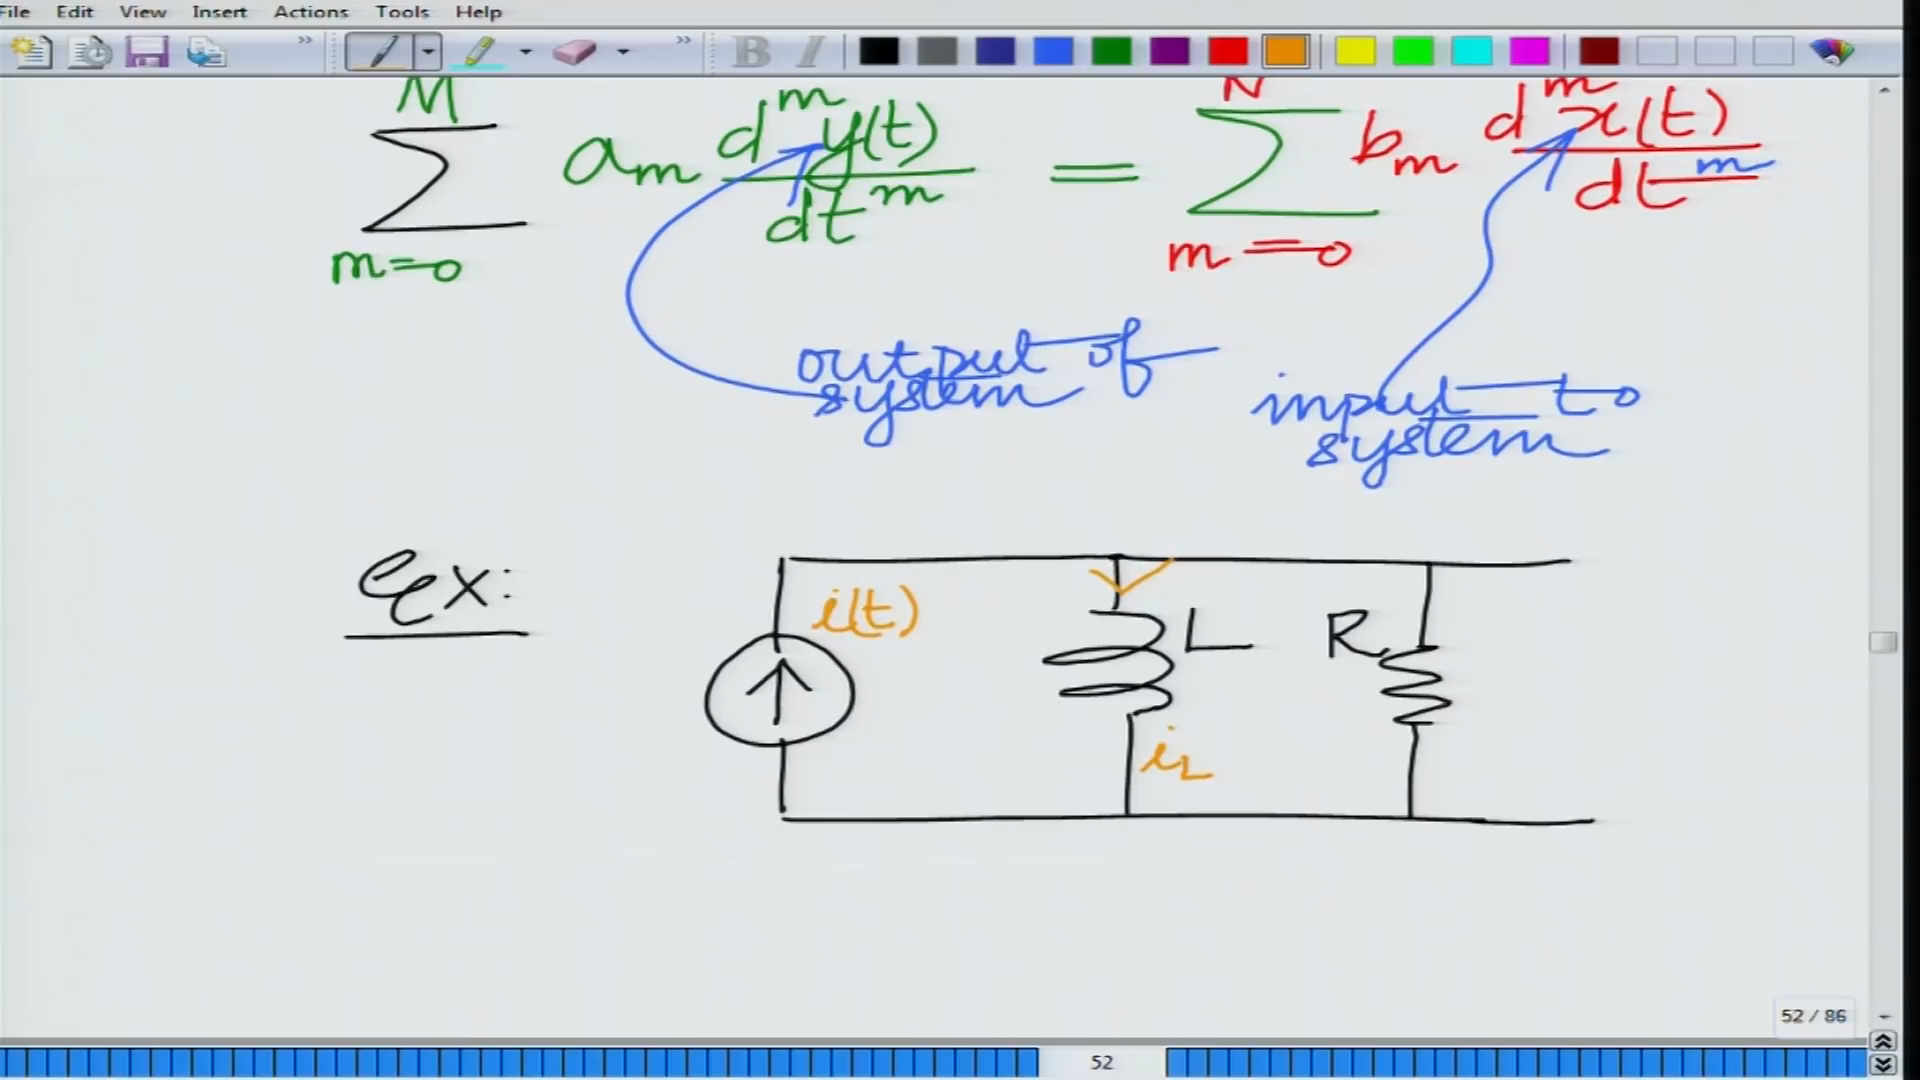 File Edit View Insert Actions Tools Help
B I
M N
∑ a_m d^m y(t) / dt^m = ∑ b_m d^m x(t) / dt^m
m=0 m=0
output of system
input to system
ex:
i(t)
L R
i_L
52 / 86
52